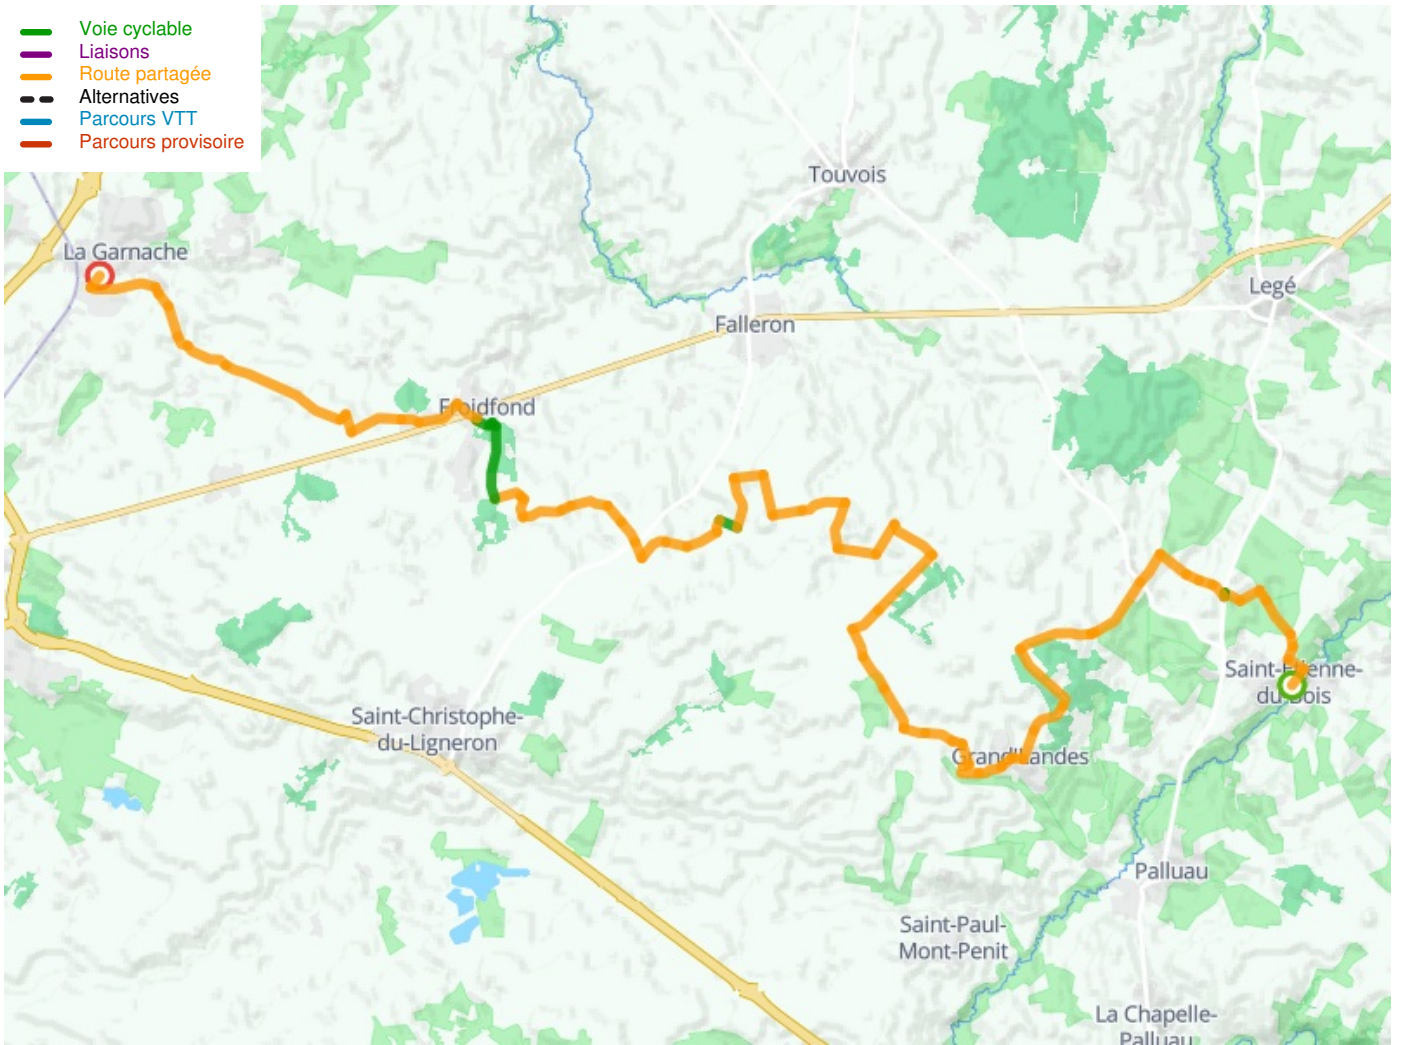 Voie cyclable
Liaisons
Route partagée
Alternatives
Parcours VTT
Parcours provisoire
Touvois
La Garnache
Legé
Falleron
Froidfond
Saint-Etienne-
du-Bois
Saint-Christophe-
du-Ligneron
Grand'Landes
Palluau
Saint-Paul-
Mont-Penit
La Chapelle-
Palluau